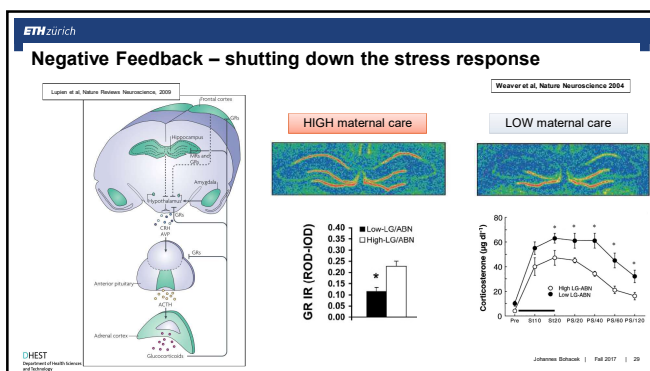 ETH zürich
Negative Feedback – shutting down the stress response
Lupien et al, Nature Reviews Neuroscience, 2009
Frontal cortex
GRs
Hippocampus
MRs and
GRs
Amygdala
Hypothalamus
GRs
CRH
AVP
GRs
Anterior pituitary
ACTH
Adrenal cortex
Glucocorticoids
Weaver et al, Nature Neuroscience 2004
HIGH maternal care
LOW maternal care
GR IR (ROD-IOD)
0.40
0.35
0.30
0.25
0.20
0.15
0.10
0.05
0.00
Low-LG/ABN
High-LG/ABN
*
Corticosterone (µg dl⁻¹)
80
60
40
20
0
* * * * *
High LG-ABN
Low LG-ABN
Pre St10 St20 PS/20 PS/40 PS/60 PS/120
DHEST
Department of Health Sciences
and Technology
Johannes Bohacek | Fall 2017 | 29